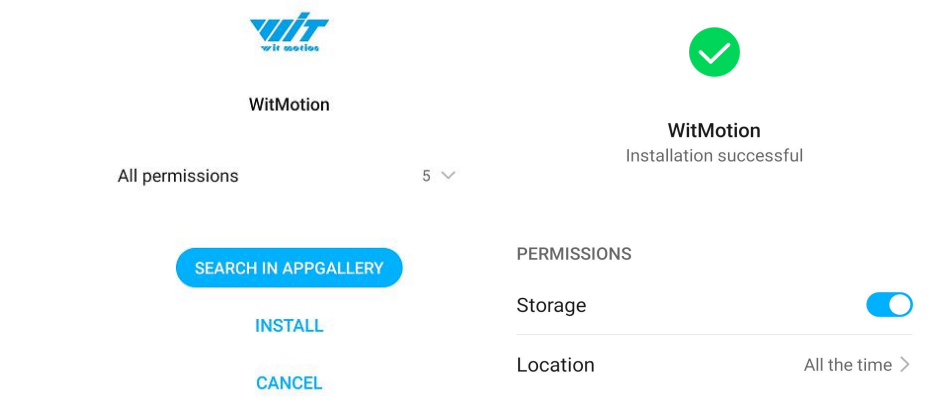 WIT
wit motion
WitMotion
All permissions 5
SEARCH IN APPGALLERY
INSTALL
CANCEL
WitMotion
Installation successful
PERMISSIONS
Storage
Location All the time